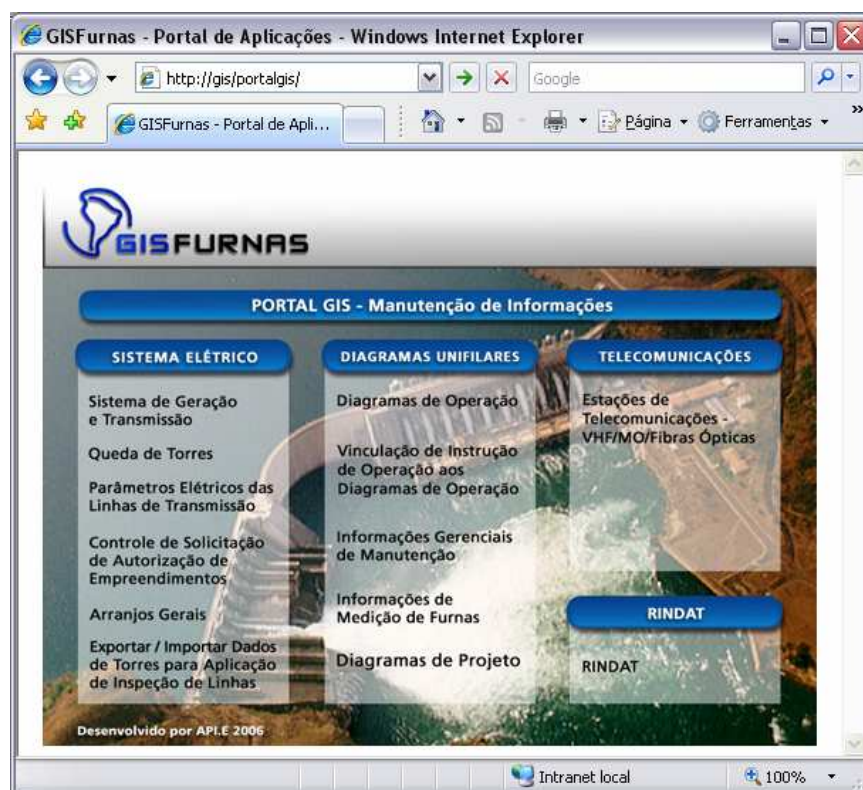 GISFurnas - Portal de Aplicações - Windows Internet Explorer
http://gis/portalgis/
Google
GISFurnas - Portal de Apli...
Página
Ferramentas
»
GISFURNAS
PORTAL GIS - Manutenção de Informações
SISTEMA ELÉTRICO
Sistema de Geração
e Transmissão
Queda de Torres
Parâmetros Elétricos das
Linhas de Transmissão
Controle de Solicitação
de Autorização de
Empreendimentos
Arranjos Gerais
Exportar / Importar Dados
de Torres para Aplicação
de Inspeção de Linhas
DIAGRAMAS UNIFILARES
Diagramas de Operação
Vinculação de Instrução
de Operação aos
Diagramas de Operação
Informações Gerenciais
de Manutenção
Informações de
Medição de Furnas
Diagramas de Projeto
TELECOMUNICAÇÕES
Estações de
Telecomunicações -
VHF/MO/Fibras Ópticas
RINDAT
RINDAT
Desenvolvido por API.E 2006
Intranet local
100%